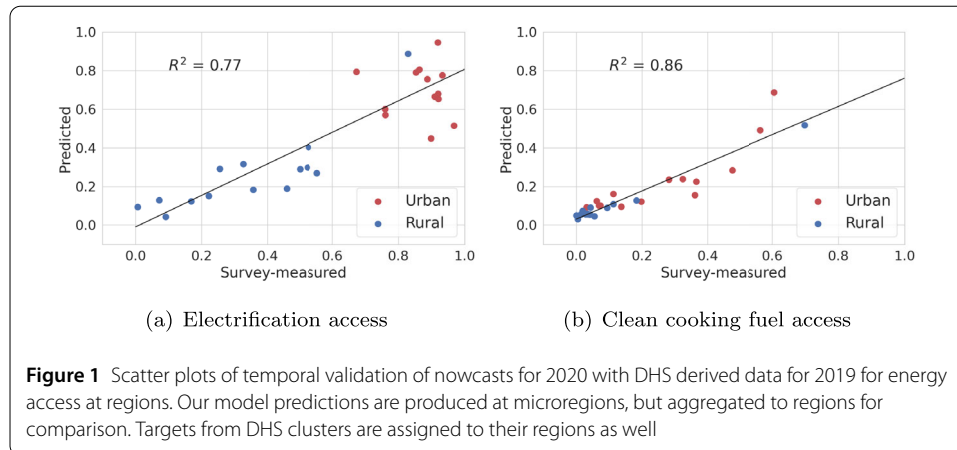 1.0
0.8
0.6
0.4
0.2
0.0
Predicted
R² = 0.77
Urban
Rural
0.0 0.2 0.4 0.6 0.8 1.0
Survey-measured
(a) Electrification access
1.0
0.8
0.6
0.4
0.2
0.0
Predicted
R² = 0.86
Urban
Rural
0.0 0.2 0.4 0.6 0.8 1.0
Survey-measured
(b) Clean cooking fuel access
Figure 1 Scatter plots of temporal validation of nowcasts for 2020 with DHS derived data for 2019 for energy
access at regions. Our model predictions are produced at microregions, but aggregated to regions for
comparison. Targets from DHS clusters are assigned to their regions as well